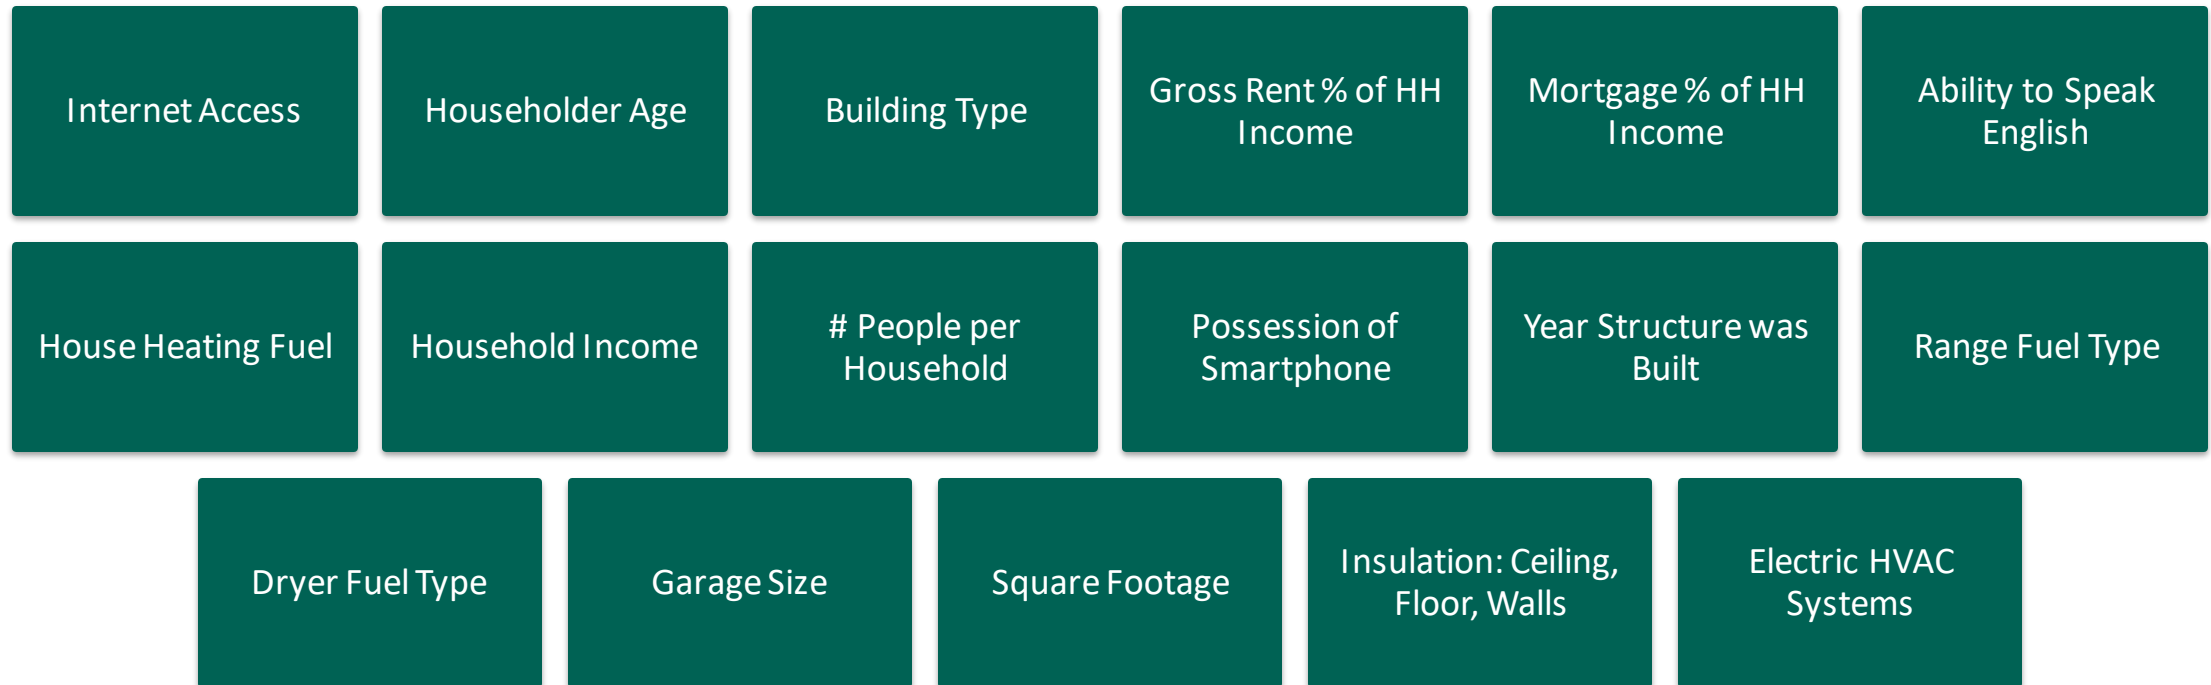 Internet Access
Householder Age
Building Type
Gross Rent % of HH
Income
Mortgage % of HH
Income
Ability to Speak
English
House Heating Fuel
Household Income
# People per
Household
Possession of
Smartphone
Year Structure was
Built
Range Fuel Type
Dryer Fuel Type
Garage Size
Square Footage
Insulation: Ceiling,
Floor, Walls
Electric HVAC
Systems